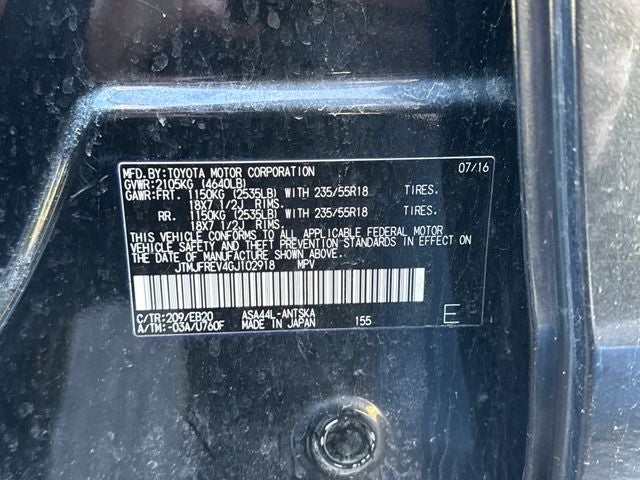 MFD.BY:TOYOTA MOTOR CORPORATION 07/16
GVWR:2105KG (4640LB)
GAWR:FRT. 1150KG (2535LB) WITH 235/55R18 TIRES.
18X7 1/2J RIMS.
RR. 1150KG (2535LB) WITH 235/55R18 TIRES.
18X7 1/2J RIMS.
THIS VEHICLE CONFORMS TO ALL APPLICABLE FEDERAL MOTOR
VEHICLE SAFETY AND THEFT PREVENTION STANDARDS IN EFFECT ON
THE DATE OF MANUFACTURE SHOWN ABOVE.
JTMJFREV4GJ102918 MPV
C/TR:209/EB20 ASA44L-ANTSKA
A/TM:-03A/U760F MADE IN JAPAN 155 E